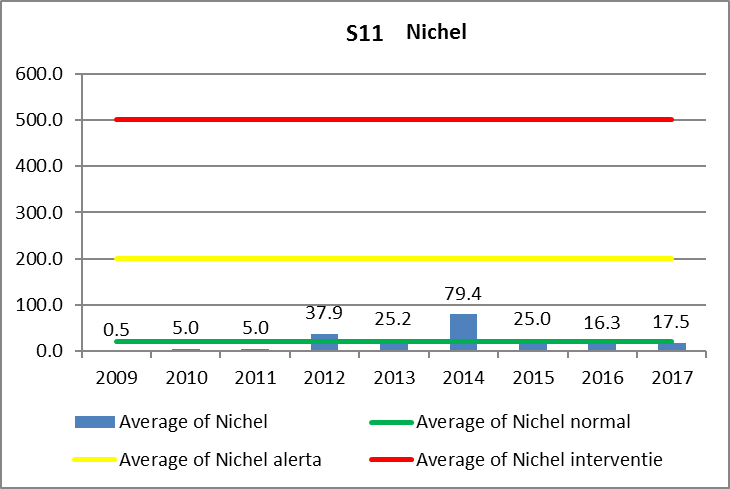 S11 Nichel
600.0
500.0
400.0
300.0
200.0
100.0
0.0
0.5 5.0 5.0 37.9 25.2 79.4 25.0 16.3 17.5
2009 2010 2011 2012 2013 2014 2015 2016 2017
Average of Nichel Average of Nichel normal
Average of Nichel alerta Average of Nichel interventie